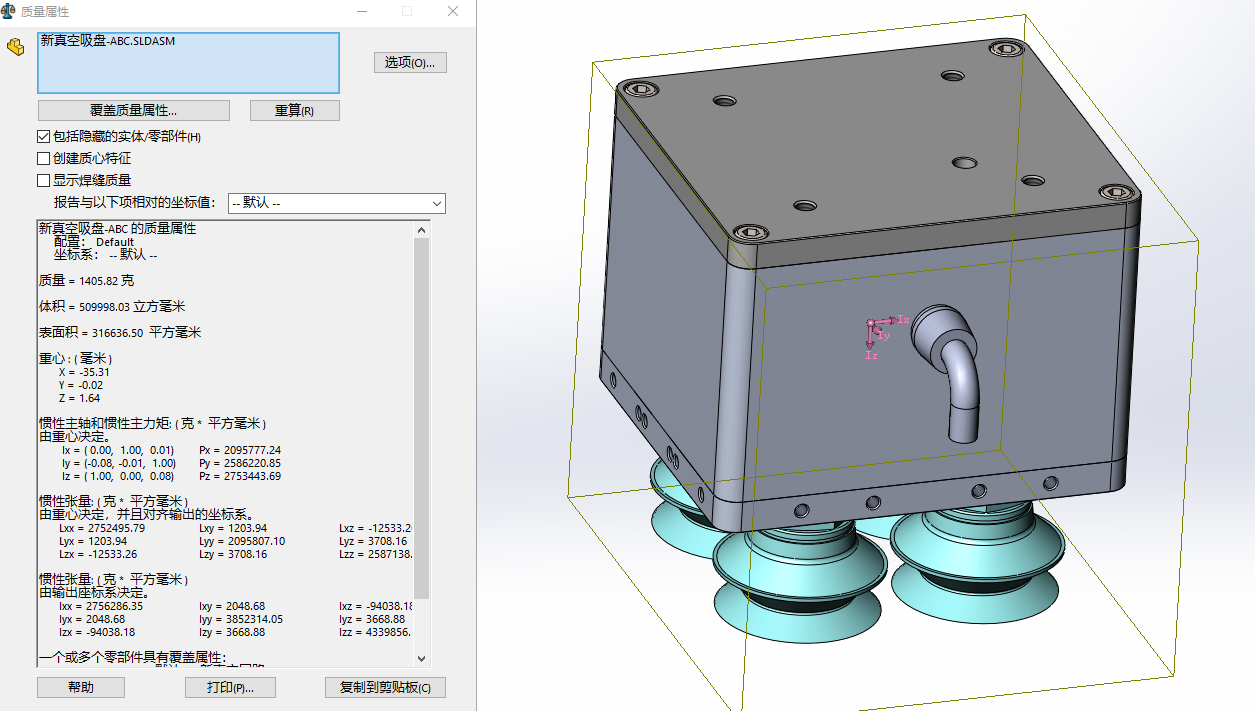 质量属性
新真空吸盘-ABC.SLDASM
选项(O)...
覆盖质量属性...
重算(R)
包括隐藏的实体/零部件(H)
创建质心特征
显示焊缝质量
报告与以下项相对的坐标值：
-- 默认 --
新真空吸盘-ABC 的质量属性
配置： Default
坐标系： -- 默认 --
质量 = 1405.82 克
体积 = 509998.03 立方毫米
表面积 = 316636.50 平方毫米
重心 : ( 毫米 )
X = -35.31
Y = -0.02
Z = 1.64
惯性主轴和惯性主力矩: ( 克 * 平方毫米 )
由重心决定。
Ix = ( 0.00, 1.00, 0.01) Px = 2095777.24
Iy = (-0.08, -0.01, 1.00) Py = 2586220.85
Iz = ( 1.00, 0.00, 0.08) Pz = 2753443.69
惯性张量: ( 克 * 平方毫米 )
由重心决定，并且对齐输出的坐标系。
Lxx = 2752495.79 Lxy = 1203.94 Lxz = -12533.2
Lyx = 1203.94 Lyy = 2095807.10 Lyz = 3708.16
Lzx = -12533.26 Lzy = 3708.16 Lzz = 2587138.
惯性张量: ( 克 * 平方毫米 )
由输出座标系决定。
Ixx = 2756286.35 Ixy = 2048.68 Ixz = -94038.18
Iyx = 2048.68 Iyy = 3852314.05 Iyz = 3668.88
Izx = -94038.18 Izy = 3668.88 Izz = 4339856.
一个或多个零部件具有覆盖属性：
帮助
打印(P)...
复制到剪贴板(C)
Ix
Iy
Iz